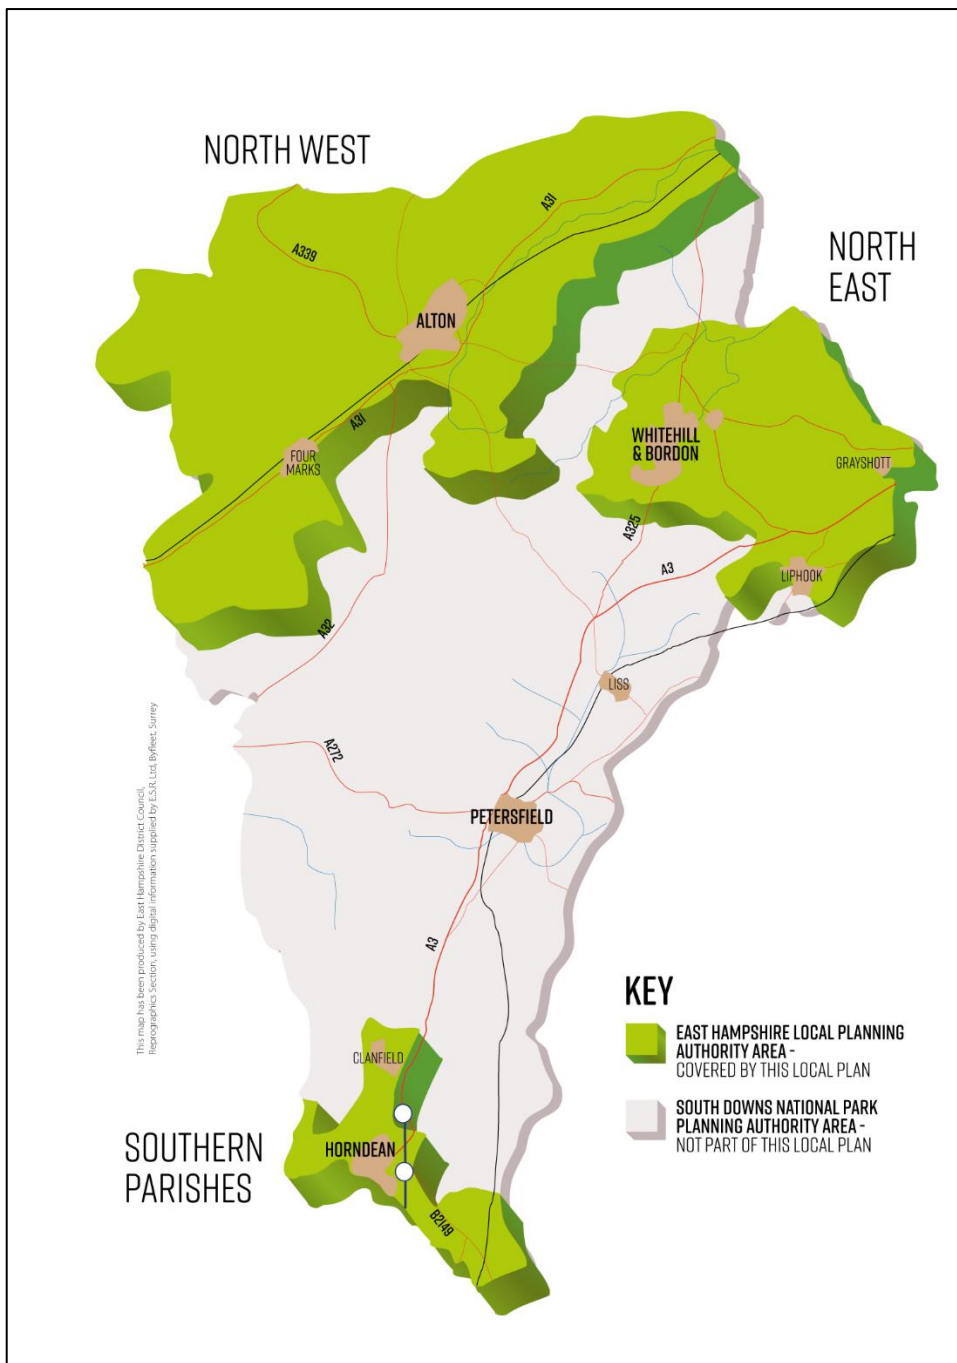 NORTH WEST
NORTH
EAST
A31
A339
ALTON
A31
FOUR
MARKS
WHITEHILL
& BORDON
GRAYSHOTT
A325
A3
LIPHOOK
A32
LISS
A272
PETERSFIELD
A3
This map has been produced by East Hampshire District Council,
Reprographics Section, using digital information supplied by E.S.R. Ltd, Byfleet, Surrey
CLANFIELD
SOUTHERN
PARISHES
HORNDEAN
B2149
KEY
EAST HAMPSHIRE LOCAL PLANNING
AUTHORITY AREA -
COVERED BY THIS LOCAL PLAN
SOUTH DOWNS NATIONAL PARK
PLANNING AUTHORITY AREA -
NOT PART OF THIS LOCAL PLAN